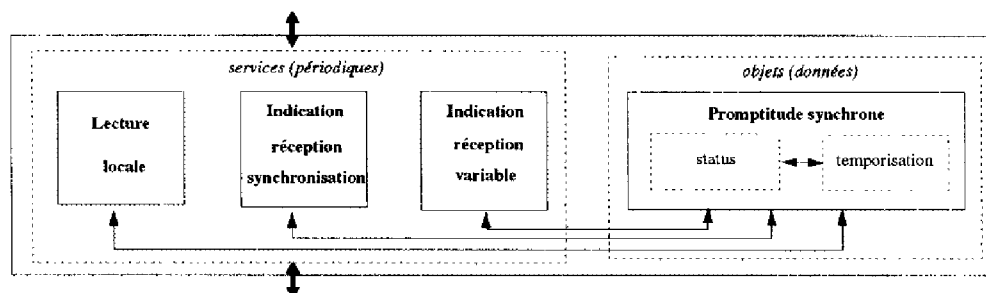 services (périodiques)
objets (données)
Lecture
locale
Indication
réception
synchronisation
Indication
réception
variable
Promptitude synchrone
status
temporisation